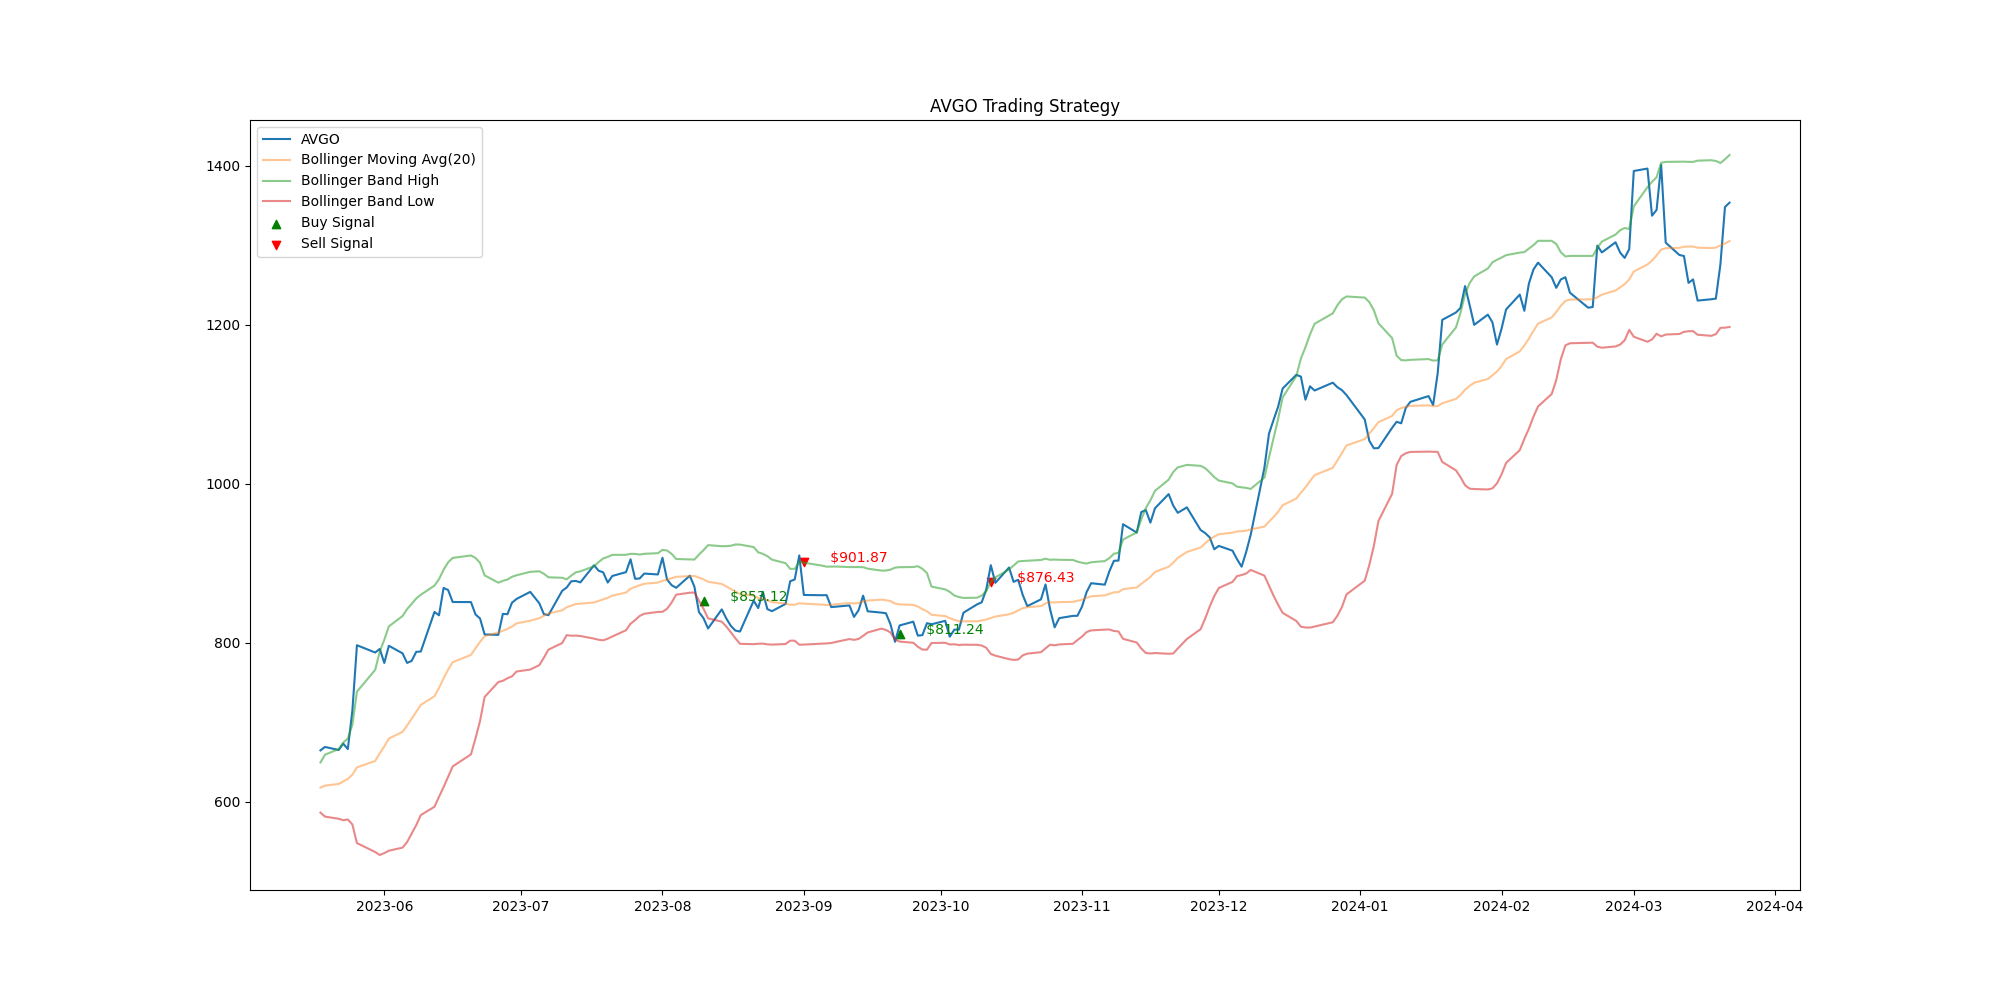 AVGO Trading Strategy
AVGO
Bollinger Moving Avg(20)
Bollinger Band High
Bollinger Band Low
Buy Signal
Sell Signal
1400
1200
1000
800
600
$901.87
$876.43
$853.12
$811.24
2023-06
2023-07
2023-08
2023-09
2023-10
2023-11
2023-12
2024-01
2024-02
2024-03
2024-04